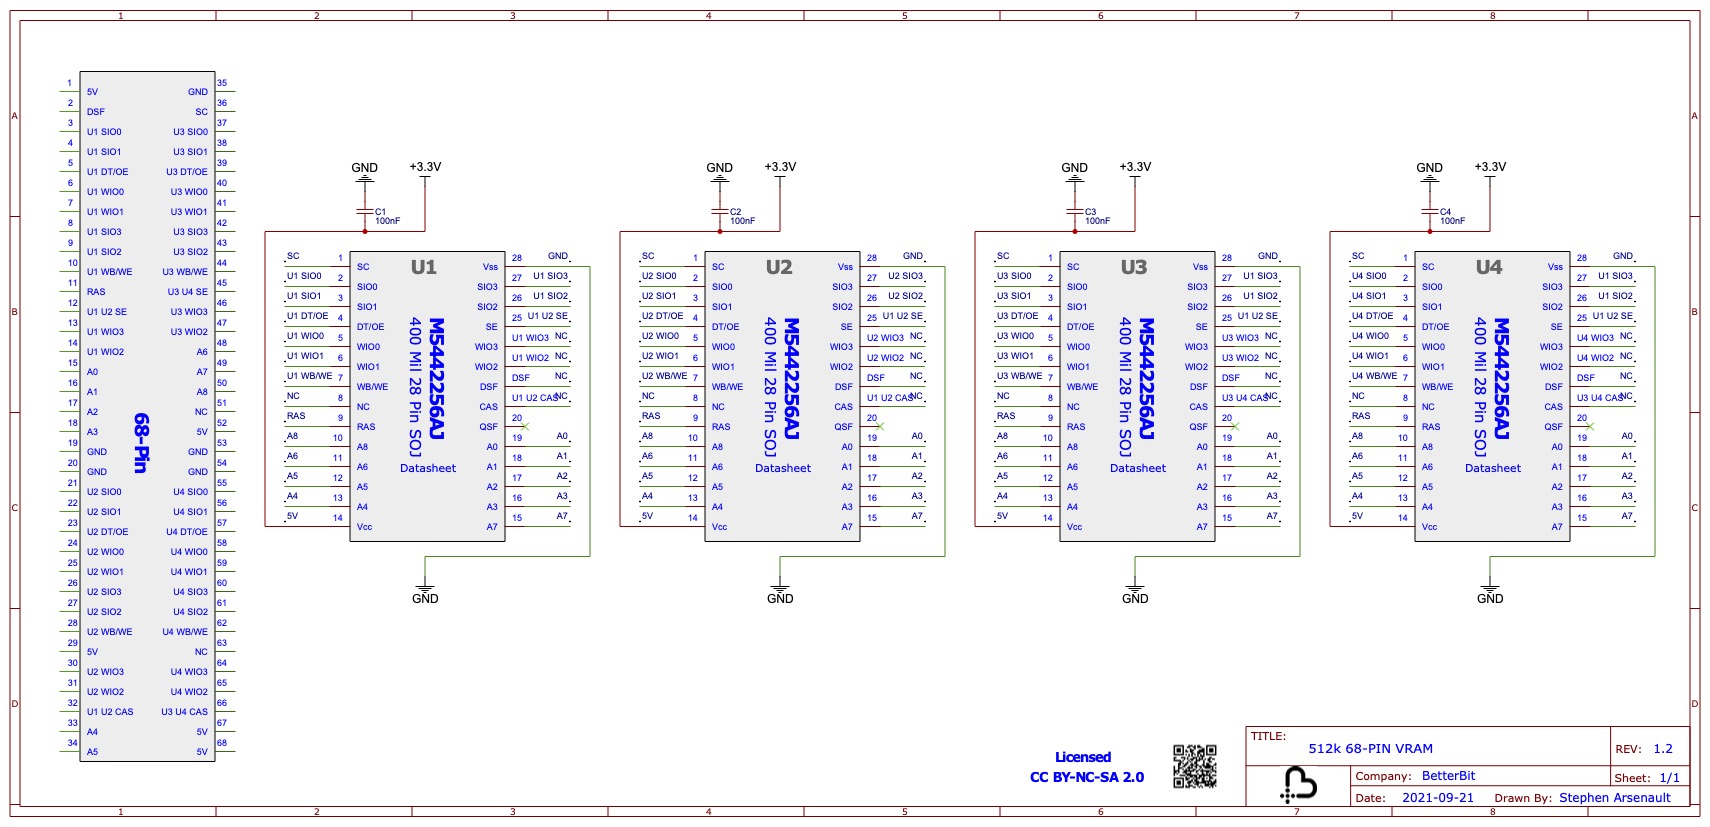 1 2 3 4 5 6 7 8
A A
B B
C C
D D
1 5V GND 35
2 DSF SC 36
3 U1 SIO0 U3 SIO0 37
4 U1 SIO1 U3 SIO1 38
5 U1 DT/OE U3 DT/OE 39
6 U1 WIO0 U3 WIO0 40
7 U1 WIO1 U3 WIO1 41
8 U1 SIO3 U3 SIO3 42
9 U1 SIO2 U3 SIO2 43
10 U1 WB/WE U3 WB/WE 44
11 RAS U3 U4 SE 45
12 U1 U2 SE U3 WIO3 46
13 U1 WIO3 U3 WIO2 47
14 U1 WIO2 A6 48
15 A0 A7 49
16 A1 A8 50
17 A2 NC 51
18 A3 5V 52
19 GND GND 53
20 GND GND 54
21 U2 SIO0 U4 SIO0 55
22 U2 SIO1 U4 SIO1 56
23 U2 DT/OE U4 DT/OE 57
24 U2 WIO0 U4 WIO0 58
25 U2 WIO1 U4 WIO1 59
26 U2 SIO3 U4 SIO3 60
27 U2 SIO2 U4 SIO2 61
28 U2 WB/WE U4 WB/WE 62
29 5V NC 63
30 U2 WIO3 U4 WIO3 64
31 U2 WIO2 U4 WIO2 65
32 U1 U2 CAS U3 U4 CAS 66
33 A4 5V 67
34 A5 5V 68
68-Pin
GND +3.3V
C1
100nF
U1
M5442256AJ
400 Mil 28 Pin SOJ
Datasheet
SC 1 SC Vss 28 GND
U1 SIO0 2 SIO0 SIO3 27 U1 SIO3
U1 SIO1 3 SIO1 SIO2 26 U1 SIO2
U1 DT/OE 4 DT/OE SE 25 U1 U2 SE
U1 WIO0 5 WIO0 WIO3 U1 WIO3 NC
U1 WIO1 6 WIO1 WIO2 U1 WIO2 NC
U1 WB/WE 7 WB/WE DSF DSF NC
NC 8 NC CAS U1 U2 CAS NC
RAS 9 RAS QSF 20
A8 10 A8 A0 19 A0
A6 11 A6 A1 18 A1
A5 12 A5 A2 17 A2
A4 13 A4 A3 16 A3
5V 14 Vcc A7 15 A7
GND
GND +3.3V
C2
100nF
U2
M5442256AJ
400 Mil 28 Pin SOJ
Datasheet
SC 1 SC Vss 28 GND
U2 SIO0 2 SIO0 SIO3 27 U2 SIO3
U2 SIO1 3 SIO1 SIO2 26 U2 SIO2
U2 DT/OE 4 DT/OE SE 25 U1 U2 SE
U2 WIO0 5 WIO0 WIO3 U2 WIO3 NC
U2 WIO1 6 WIO1 WIO2 U2 WIO2 NC
U2 WB/WE 7 WB/WE DSF DSF NC
NC 8 NC CAS U1 U2 CAS NC
RAS 9 RAS QSF 20
A8 10 A8 A0 19 A0
A6 11 A6 A1 18 A1
A5 12 A5 A2 17 A2
A4 13 A4 A3 16 A3
5V 14 Vcc A7 15 A7
GND
GND +3.3V
C3
100nF
U3
M5442256AJ
400 Mil 28 Pin SOJ
Datasheet
SC 1 SC Vss 28 GND
U3 SIO0 2 SIO0 SIO3 27 U1 SIO3
U3 SIO1 3 SIO1 SIO2 26 U1 SIO2
U3 DT/OE 4 DT/OE SE 25 U1 U2 SE
U3 WIO0 5 WIO0 WIO3 U3 WIO3 NC
U3 WIO1 6 WIO1 WIO2 U3 WIO2 NC
U3 WB/WE 7 WB/WE DSF DSF NC
NC 8 NC CAS U3 U4 CAS NC
RAS 9 RAS QSF 20
A8 10 A8 A0 19 A0
A6 11 A6 A1 18 A1
A5 12 A5 A2 17 A2
A4 13 A4 A3 16 A3
5V 14 Vcc A7 15 A7
GND
GND +3.3V
C4
100nF
U4
M5442256AJ
400 Mil 28 Pin SOJ
Datasheet
SC 1 SC Vss 28 GND
U4 SIO0 2 SIO0 SIO3 27 U1 SIO3
U4 SIO1 3 SIO1 SIO2 26 U1 SIO2
U4 DT/OE 4 DT/OE SE 25 U1 U2 SE
U4 WIO0 5 WIO0 WIO3 U4 WIO3 NC
U4 WIO1 6 WIO1 WIO2 U4 WIO2 NC
U4 WB/WE 7 WB/WE DSF DSF NC
NC 8 NC CAS U3 U4 CAS NC
RAS 9 RAS QSF 20
A8 10 A8 A0 19 A0
A6 11 A6 A1 18 A1
A5 12 A5 A2 17 A2
A4 13 A4 A3 16 A3
5V 14 Vcc A7 15 A7
GND
Licensed
CC BY-NC-SA 2.0
TITLE:
512k 68-PIN VRAM
REV: 1.2
Company: BetterBit
Sheet: 1/1
Date: 2021-09-21 Drawn By: Stephen Arsenault
1 2 3 4 5 6 7 8